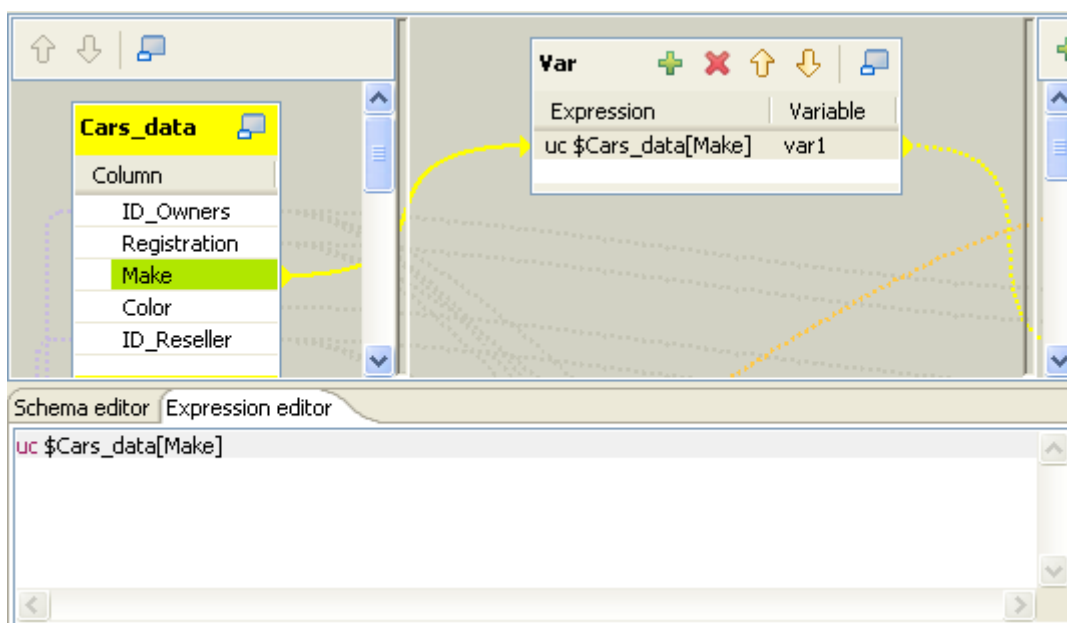 Cars_data
Column
ID_Owners
Registration
Make
Color
ID_Reseller
Var
Expression Variable
uc $Cars_data[Make] var1
Schema editor Expression editor
uc $Cars_data[Make]